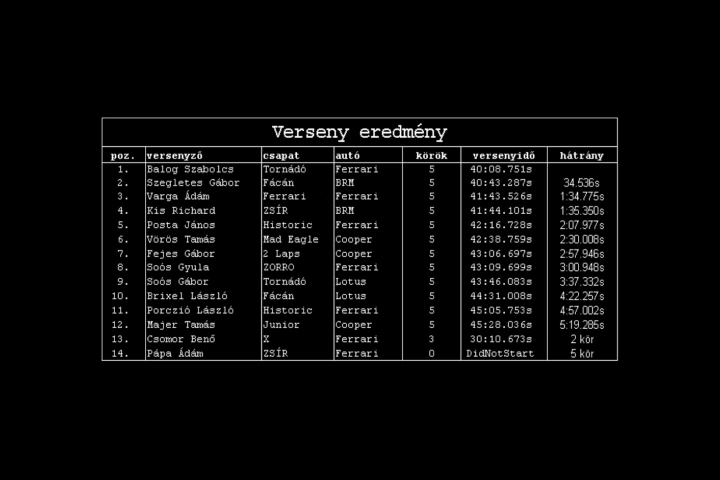 Verseny eredmény
poz. versenyző csapat autó körök versenyidő hátrány
1. Balog Szabolcs Tornádó Ferrari 5 40:08.751s
2. Szegletes Gábor Fácán BRM 5 40:43.287s 34.536s
3. Varga Ádám Ferrari Ferrari 5 41:43.526s 1:34.775s
4. Kis Richard ZSÍR BRM 5 41:44.101s 1:35.350s
5. Posta János Historic Ferrari 5 42:16.728s 2:07.977s
6. Vörös Tamás Mad Eagle Cooper 5 42:38.759s 2:30.008s
7. Fejes Gábor 2 Laps Cooper 5 43:06.697s 2:57.946s
8. Soós Gyula ZORRO Ferrari 5 43:09.699s 3:00.948s
9. Soós Gábor Tornádó Lotus 5 43:46.083s 3:37.332s
10. Brixel László Fácán Lotus 5 44:31.008s 4:22.257s
11. Porczió László Historic Ferrari 5 45:05.753s 4:57.002s
12. Majer Tamás Junior Cooper 5 45:28.036s 5:19.285s
13. Csomor Benő X Ferrari 3 30:10.673s 2 kör
14. Pápa Ádám ZSÍR Ferrari 0 DidNotStart 5 kör